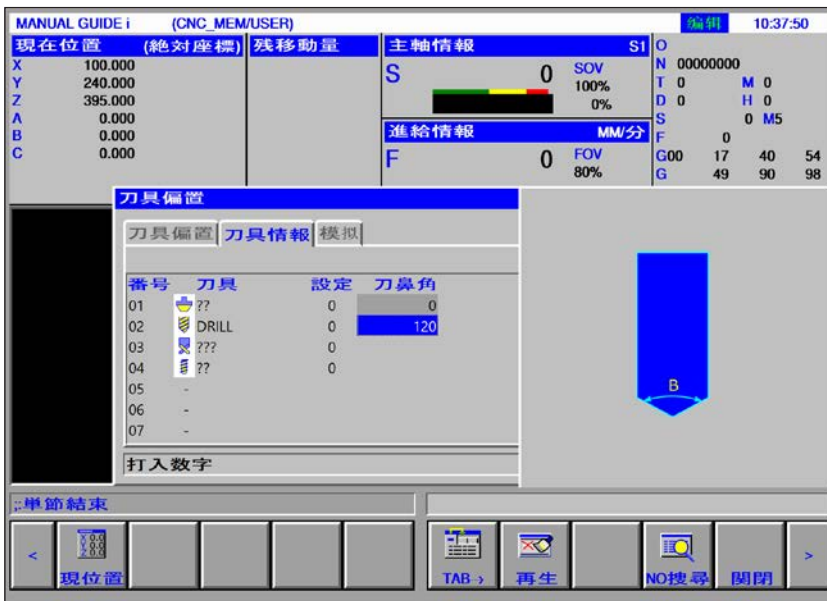 MANUAL GUIDE i (CNC_MEM/USER) 编辑 10:37:50
現在位置 (絶対座標) 残移動量 主軸情報 S1 O
X 100.000 S 0 SOV N 00000000
Y 240.000 100% T 0 M 0
Z 395.000 0% D 0 H 0
A 0.000 S 0 M5
B 0.000 進給情報 MM/分 F 0
C 0.000 F 0 FOV G00 17 40 54
80% G 49 90 98
刀具偏置
刀具偏置 刀具情報 模拟
番号 刀具 設定 刀鼻角
01 ?? 0 0
02 DRILL 0 120
03 ??? 0
04 ?? 0
05 -
06 -
07 -
B
打入数字
;:単節結束
< 現位置 TAB→ 再生 NO搜尋 関閉 >